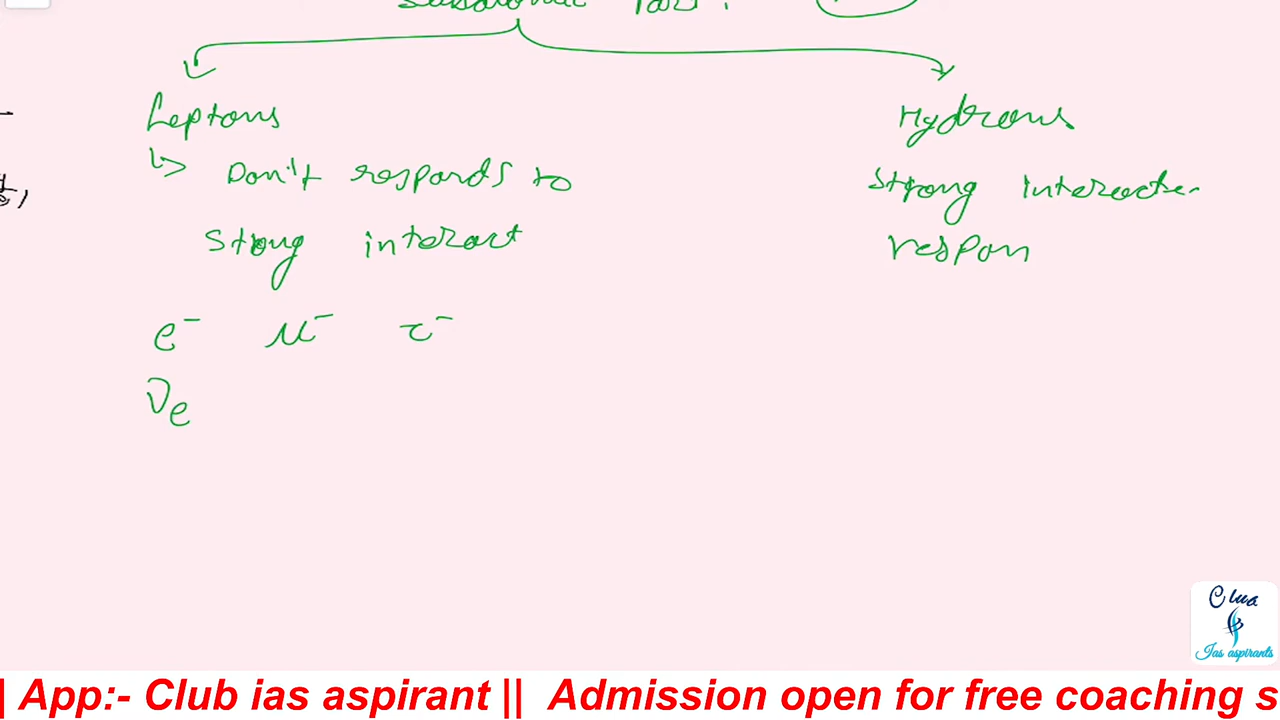 Leptons
Hydrons
↳ Don't responds to
Strong interact
Strong
respon
e⁻ μ⁻ τ⁻
νe
Club
Ias aspirants
| App:- Club ias aspirant || Admission open for free coaching s